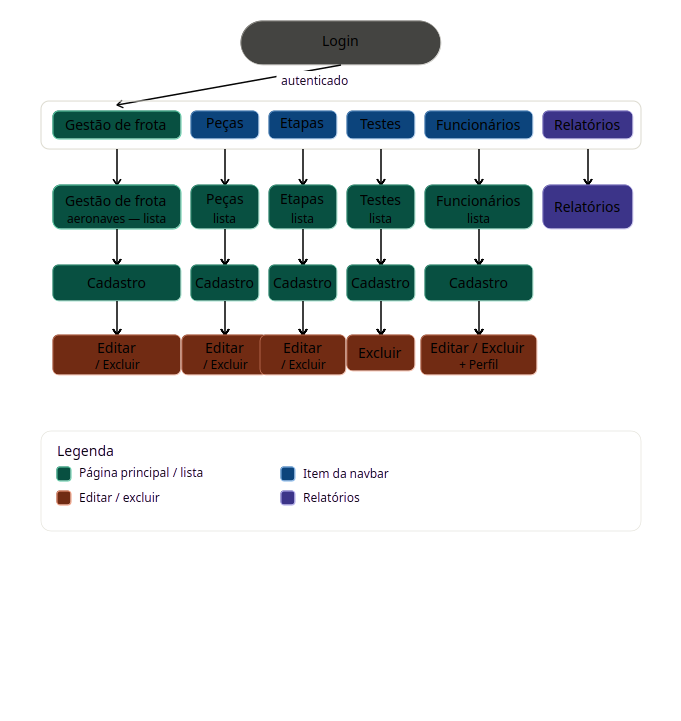 Login
autenticado
Gestão de frota
Peças
Etapas
Testes
Funcionários
Relatórios
Gestão de frota
aeronaves — lista
Peças
lista
Etapas
lista
Testes
lista
Funcionários
lista
Relatórios
Cadastro
Cadastro
Cadastro
Cadastro
Cadastro
Editar
/ Excluir
Editar
/ Excluir
Editar
/ Excluir
Excluir
Editar / Excluir
+ Perfil
Legenda
Página principal / lista
Item da navbar
Editar / excluir
Relatórios